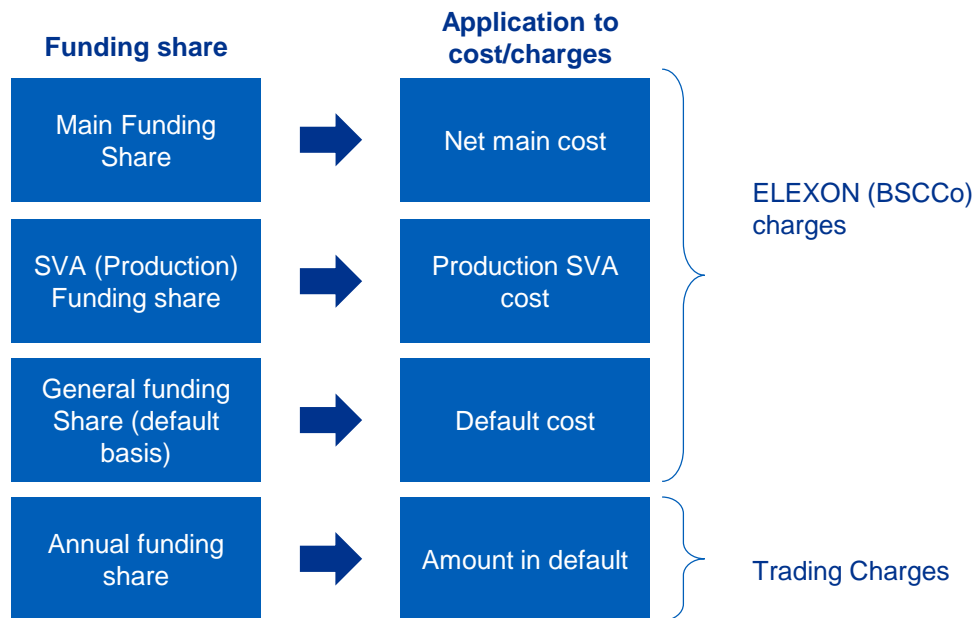 Funding share
Application to
cost/charges
Main Funding
Share
Net main cost
SVA (Production)
Funding share
Production SVA
cost
General funding
Share (default
basis)
Default cost
ELEXON (BSCCo)
charges
Annual funding
share
Amount in default
Trading Charges